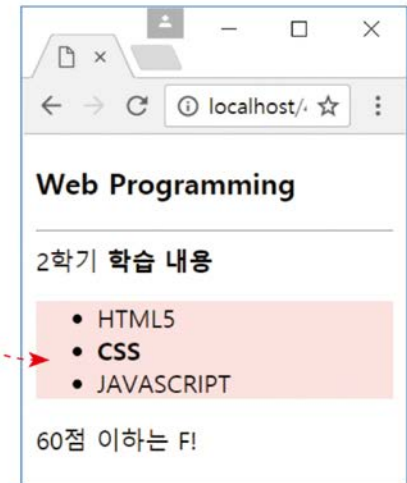 localhost/
Web Programming
2학기 학습 내용
HTML5
CSS
JAVASCRIPT
60점 이하는 F!